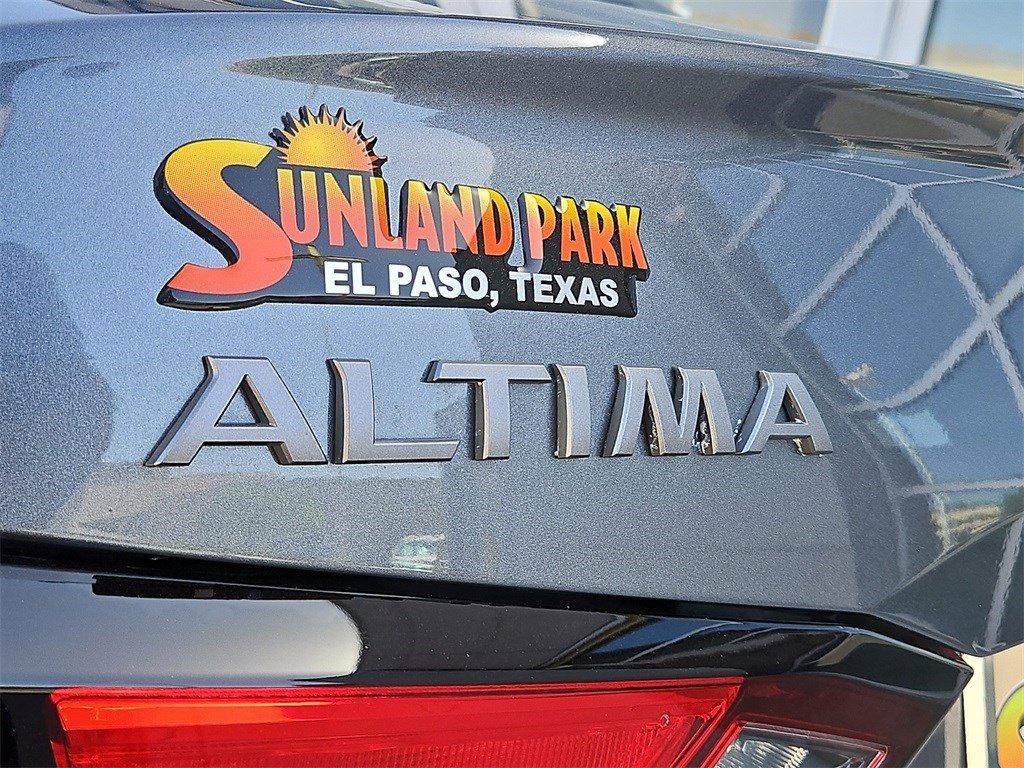 SUNLAND PARK
EL PASO, TEXAS
ALTIMA